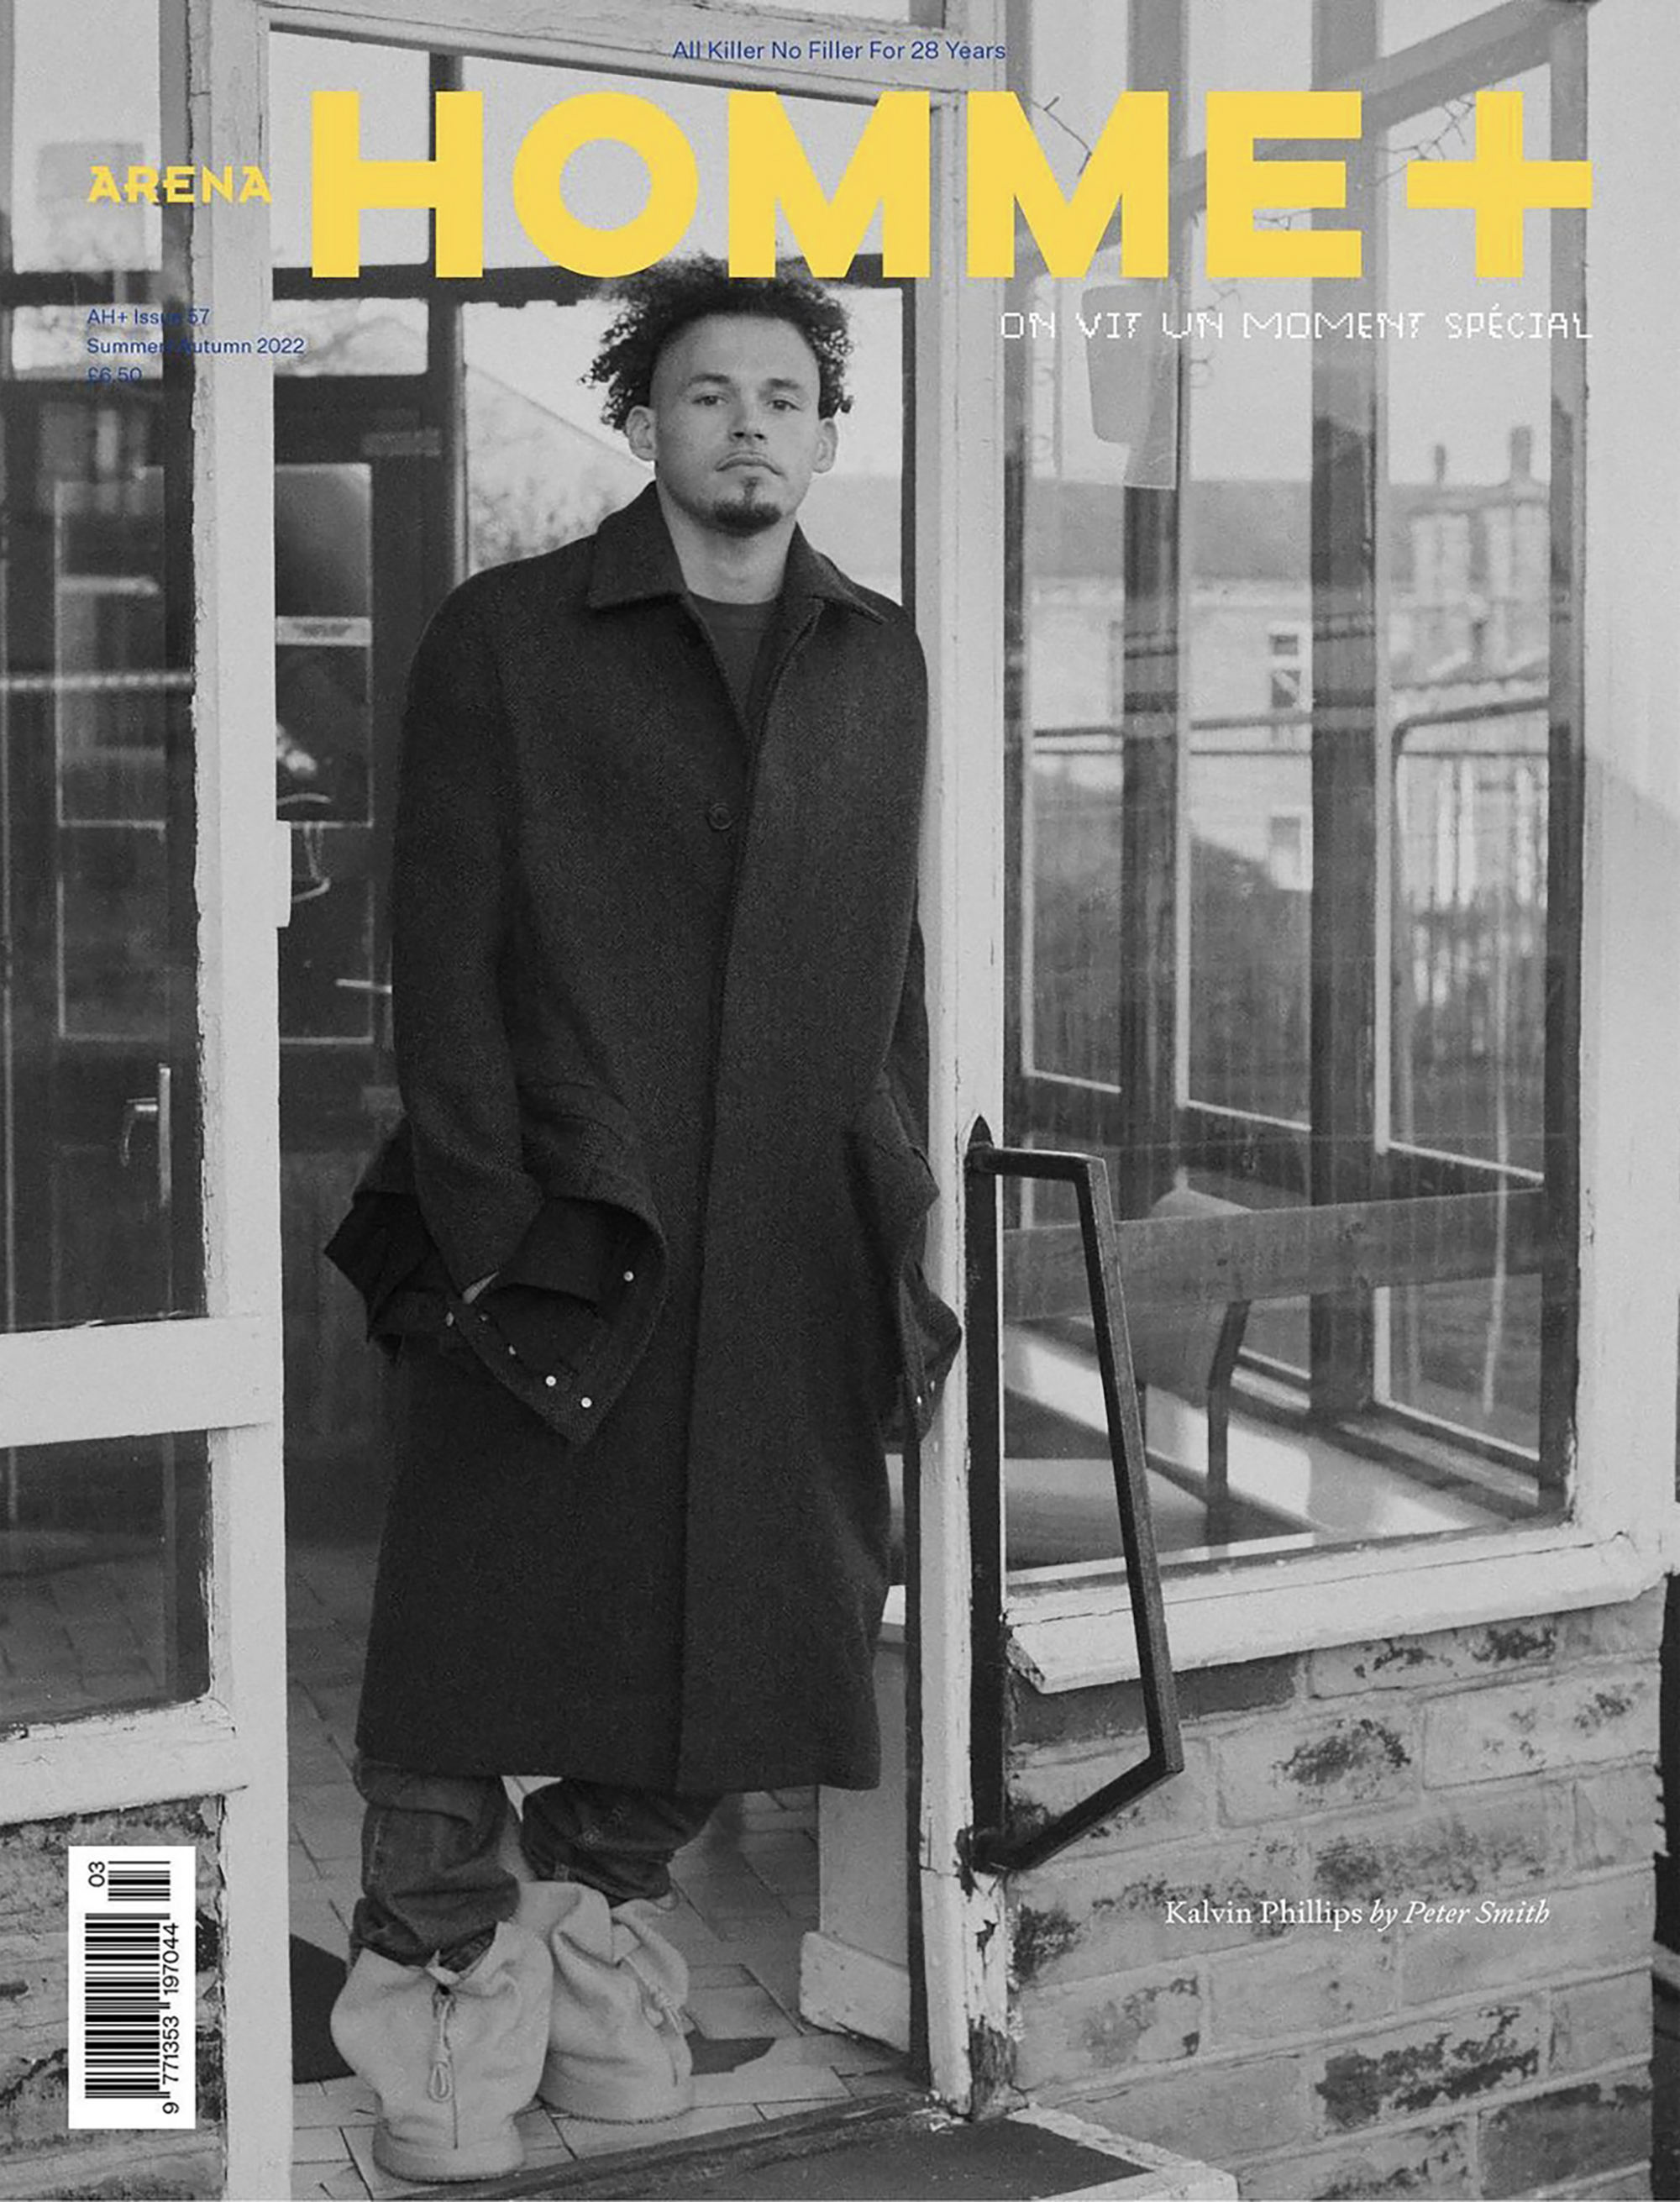 All Killer No Filler For 28 Years
ARENA HOMME+
AH+ Issue 57
Summer Autumn 2022
£6.50
ON VIT UN MOMENT SPÉCIAL
Kalvin Phillips by Peter Smith
03
9 771353 197044